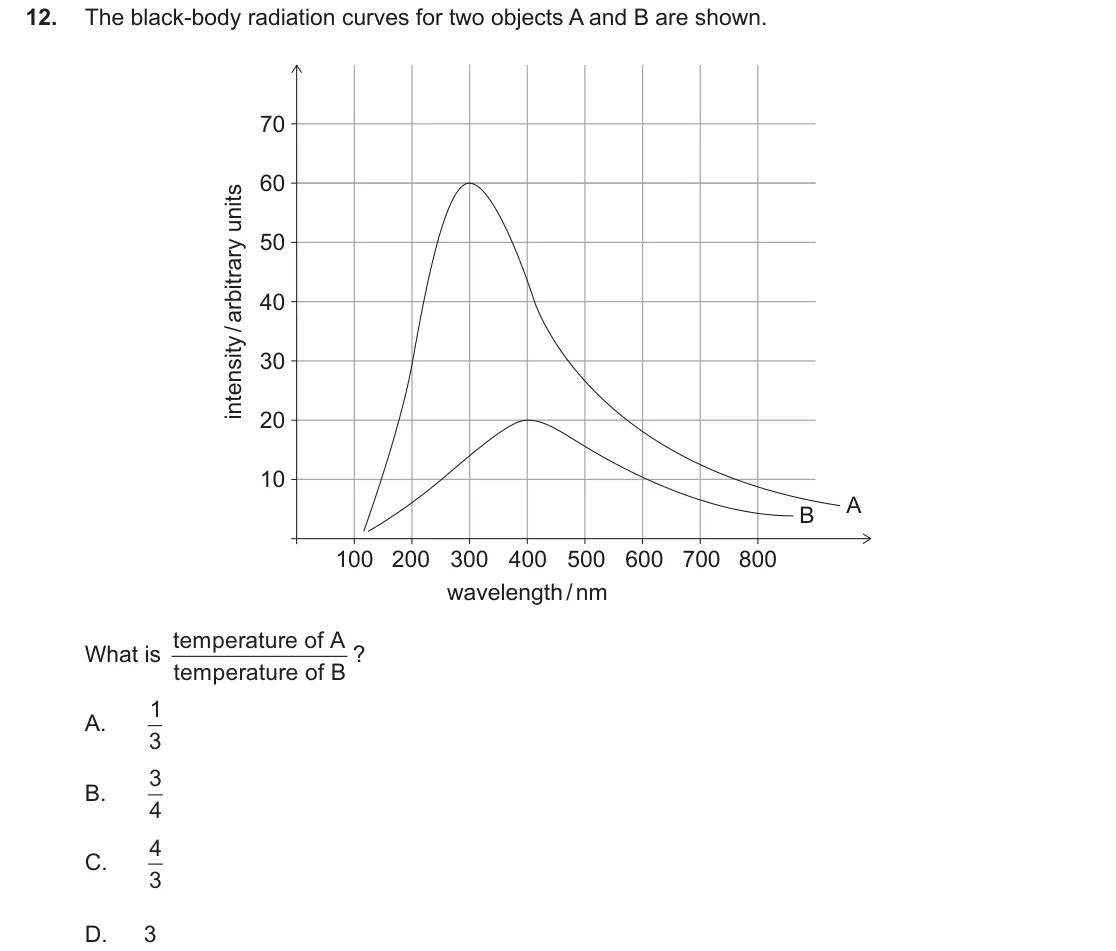 12. The black-body radiation curves for two objects A and B are shown.
70
60
50
40
30
20
10
intensity / arbitrary units
A
B
100 200 300 400 500 600 700 800
wavelength / nm
What is temperature of A / temperature of B ?
A. 1/3
B. 3/4
C. 4/3
D. 3